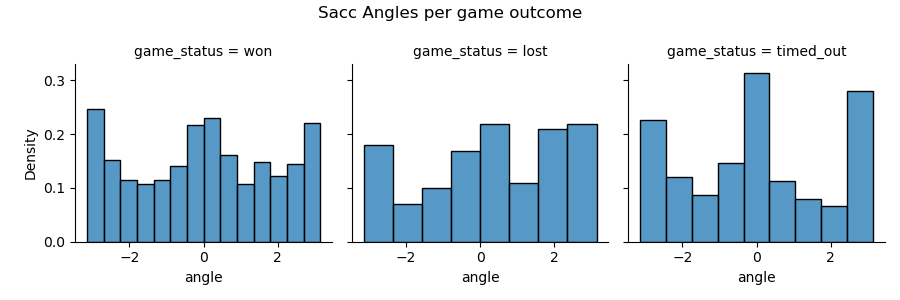 Sacc Angles per game outcome
game_status = won
game_status = lost
game_status = timed_out
Density
0.3
0.2
0.1
0.0
−2
0
2
−2
0
2
−2
0
2
angle
angle
angle